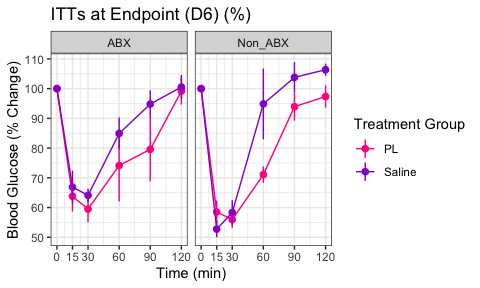 ITTs at Endpoint (D6) (%)
ABX
Non_ABX
110
100
90
80
70
60
50
Blood Glucose (% Change)
0 15 30 60 90 120
0 15 30 60 90 120
Time (min)
Treatment Group
PL
Saline